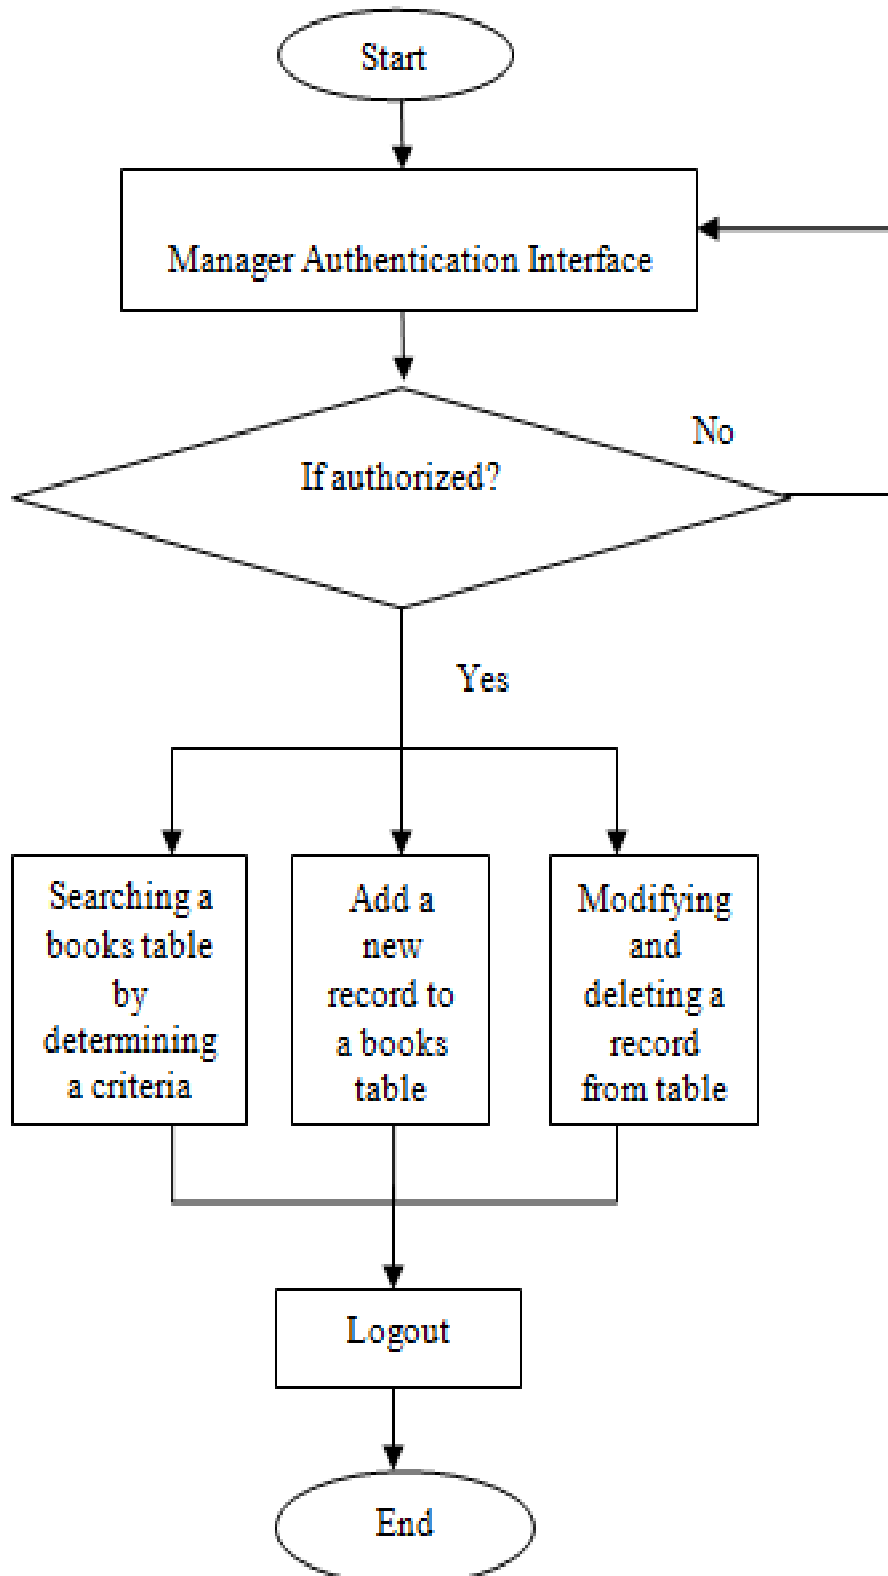 Start
Manager Authentication Interface
No
If authorized?
Yes
Searching a
books table
by
determining
a criteria
Add a
new
record to
a books
table
Modifying
and
deleting a
record
from table
Logout
End